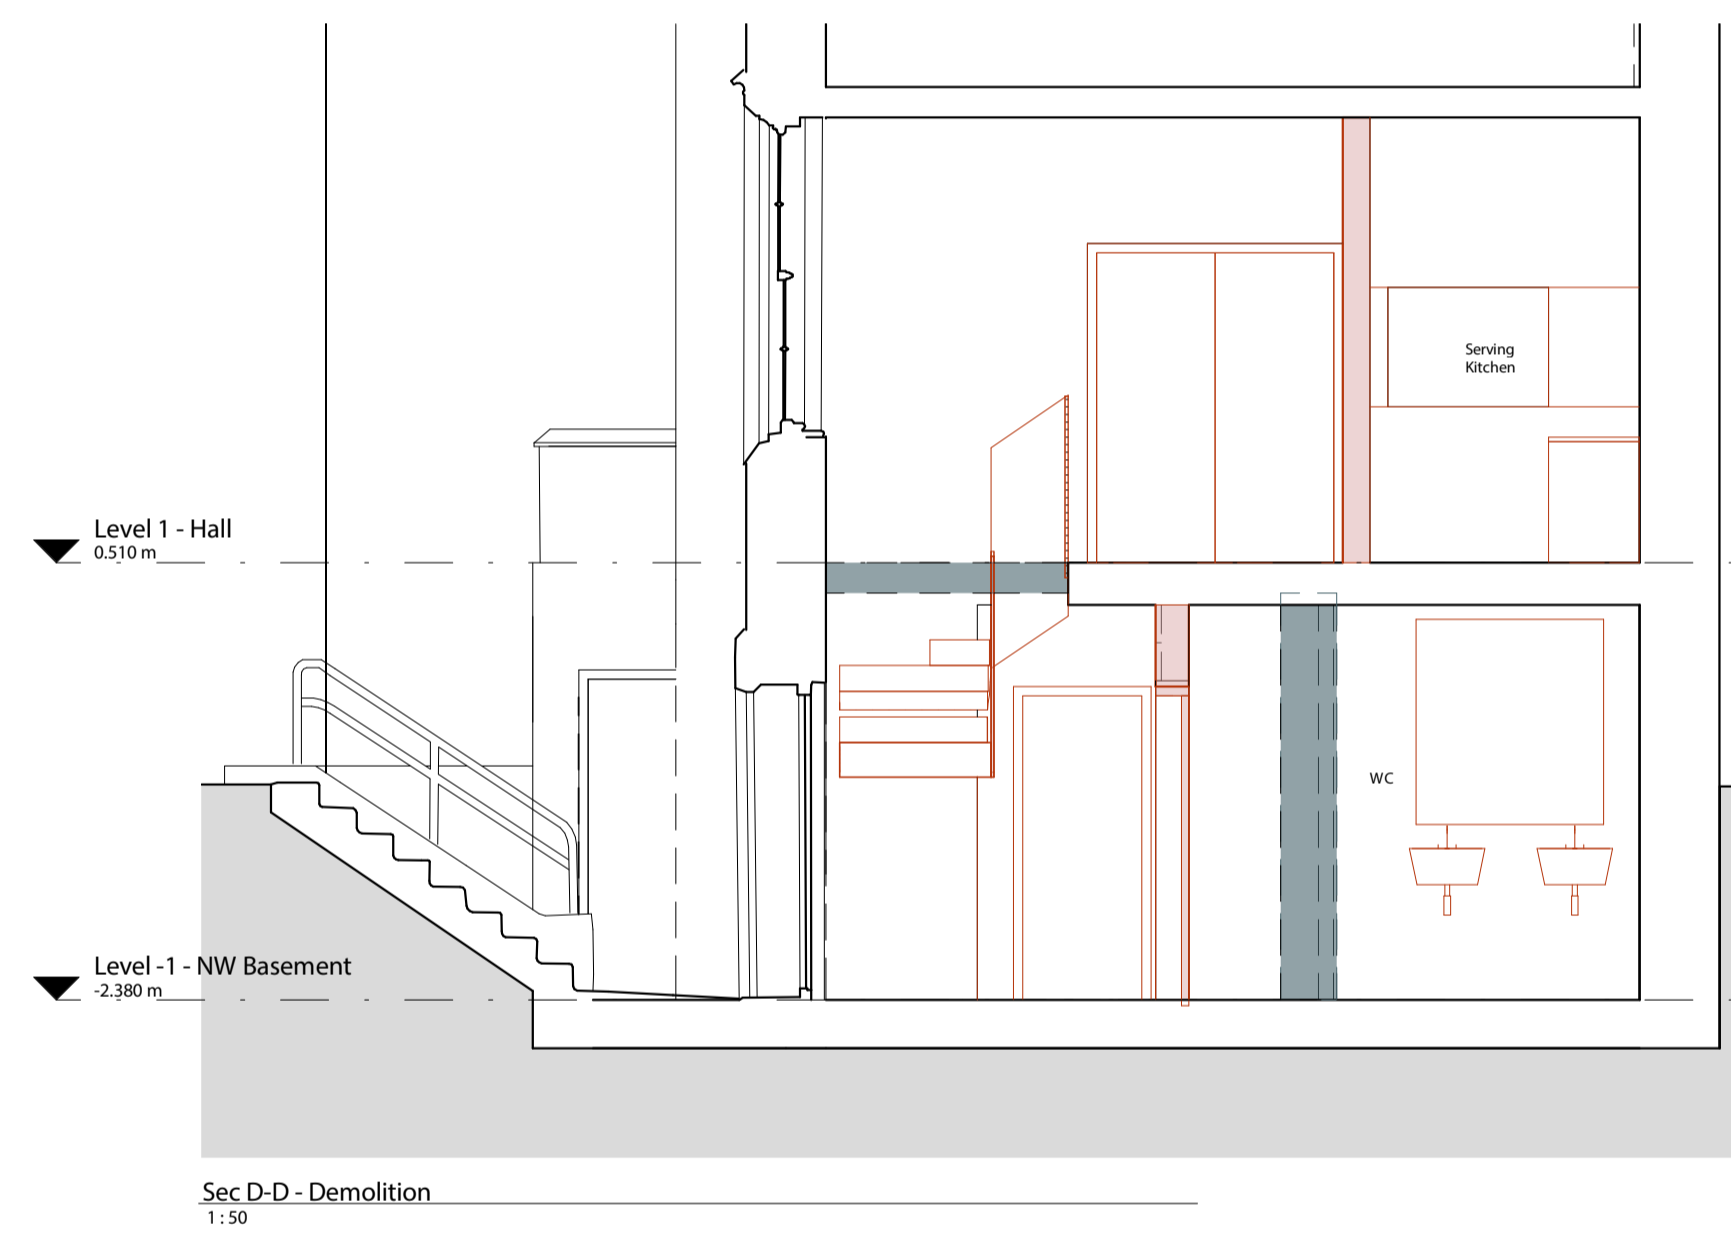 Serving
Kitchen
Level 1 - Hall
0.510 m
WC
Level -1 - NW Basement
-2.380 m
Sec D-D - Demolition
1 : 50